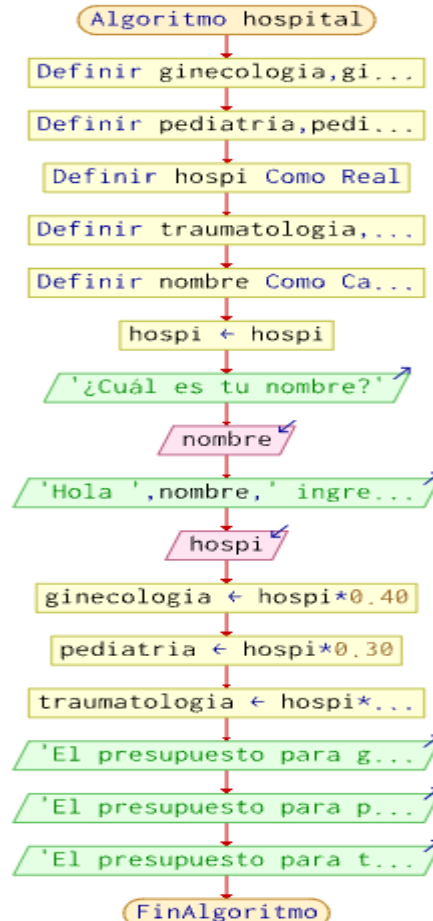 Algoritmo hospital
Definir ginecologia,gi...
Definir pediatria,pedi...
Definir hospi Como Real
Definir traumatologia,...
Definir nombre Como Ca...
hospi ← hospi
'¿Cuál es tu nombre?'
nombre
'Hola ',nombre,' ingre...
hospi
ginecologia ← hospi*0.40
pediatria ← hospi*0.30
traumatologia ← hospi*...
'El presupuesto para g...
'El presupuesto para p...
'El presupuesto para t...
FinAlgoritmo